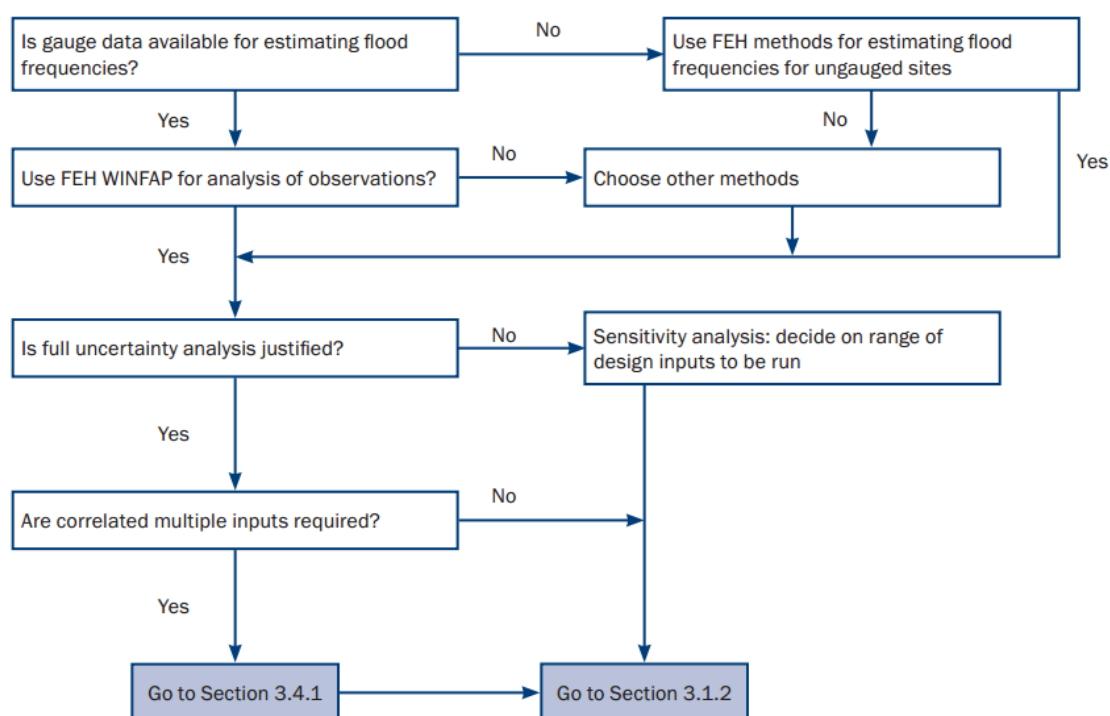 Is gauge data available for estimating flood
frequencies?
No
Use FEH methods for estimating flood
frequencies for ungauged sites
Yes
No
Yes
Use FEH WINFAP for analysis of observations?
No
Choose other methods
Yes
Is full uncertainty analysis justified?
No
Sensitivity analysis: decide on range of
design inputs to be run
Yes
Are correlated multiple inputs required?
No
Yes
Go to Section 3.4.1
Go to Section 3.1.2